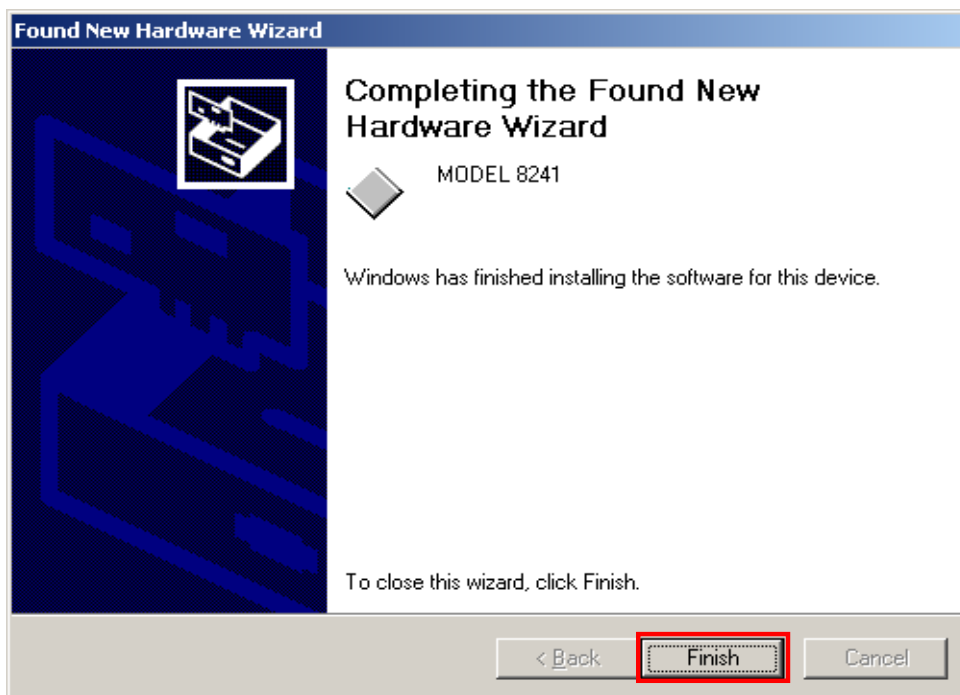 Found New Hardware Wizard
Completing the Found New
Hardware Wizard
MODEL 8241
Windows has finished installing the software for this device.
To close this wizard, click Finish.
< Back
Finish
Cancel